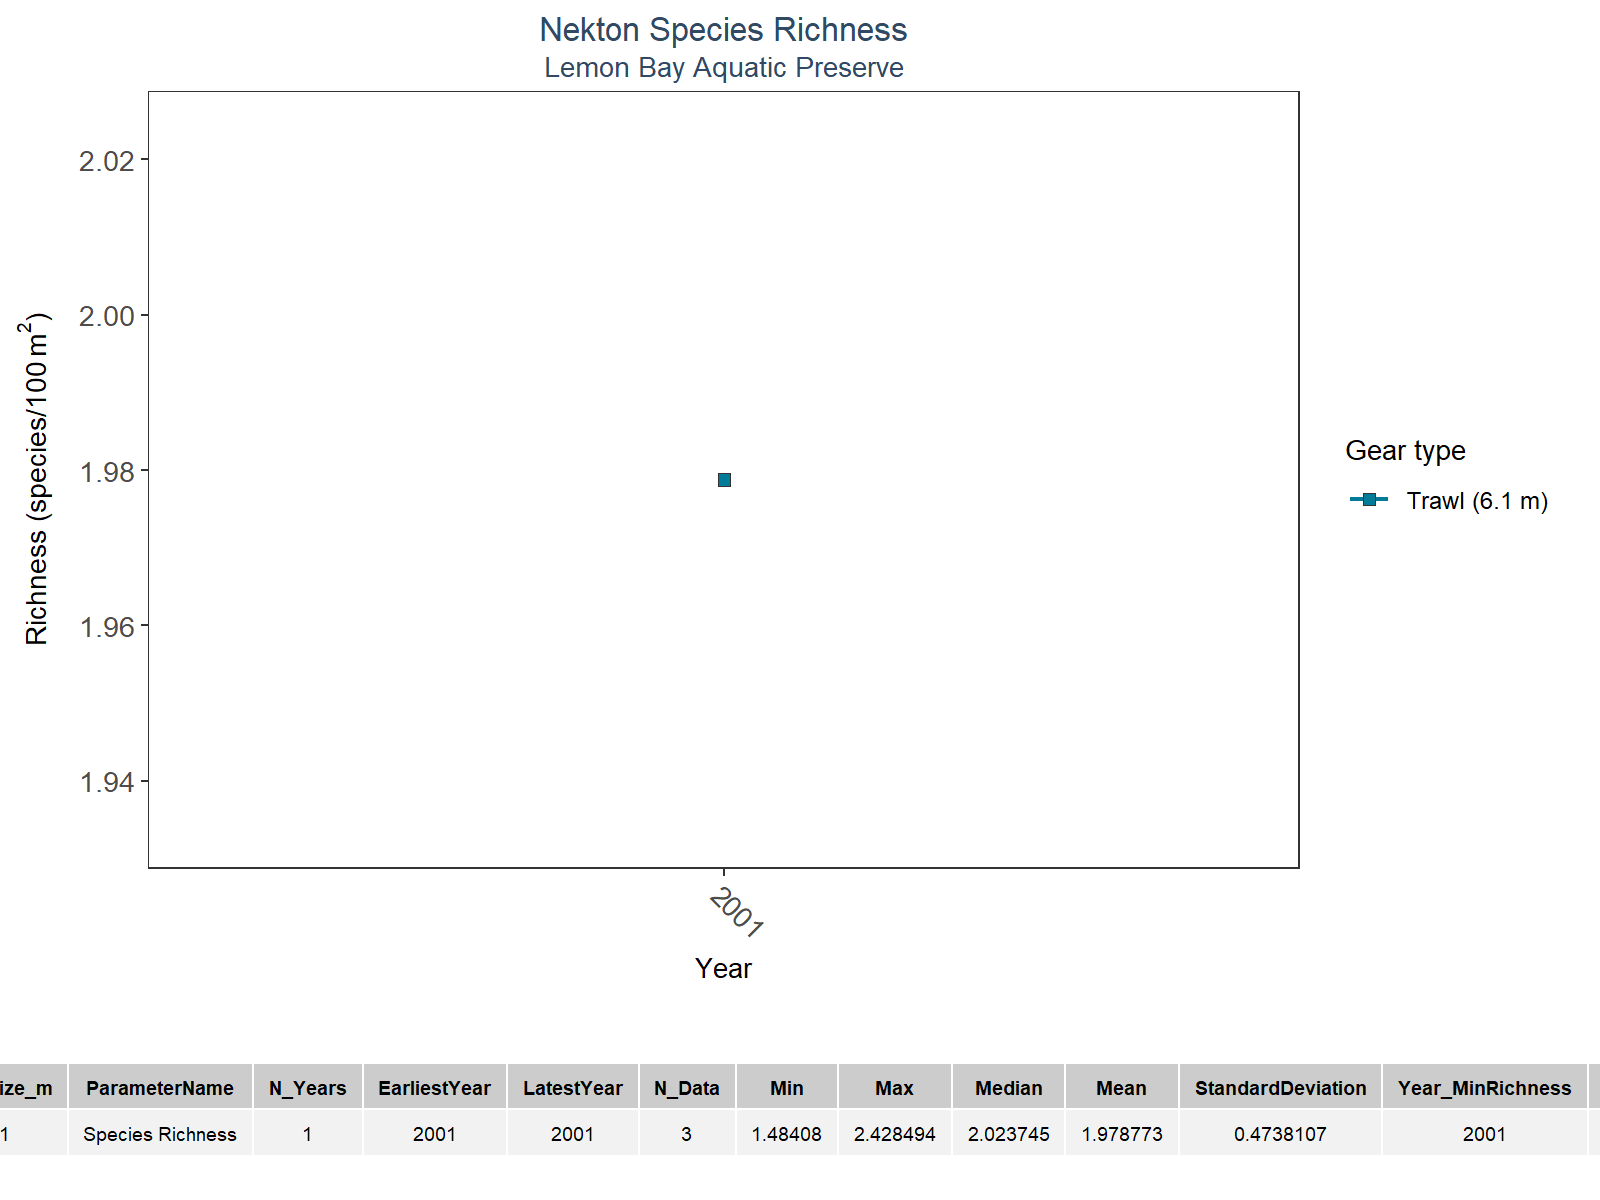 Nekton Species Richness
Lemon Bay Aquatic Preserve
2.02
2.00
1.98
1.96
1.94
Richness (species/100 m²)
2001
Year
Gear type
Trawl (6.1 m)
ize_m ParameterName N_Years EarliestYear LatestYear N_Data Min Max Median Mean StandardDeviation Year_MinRichness
1 Species Richness 1 2001 2001 3 1.48408 2.428494 2.023745 1.978773 0.4738107 2001